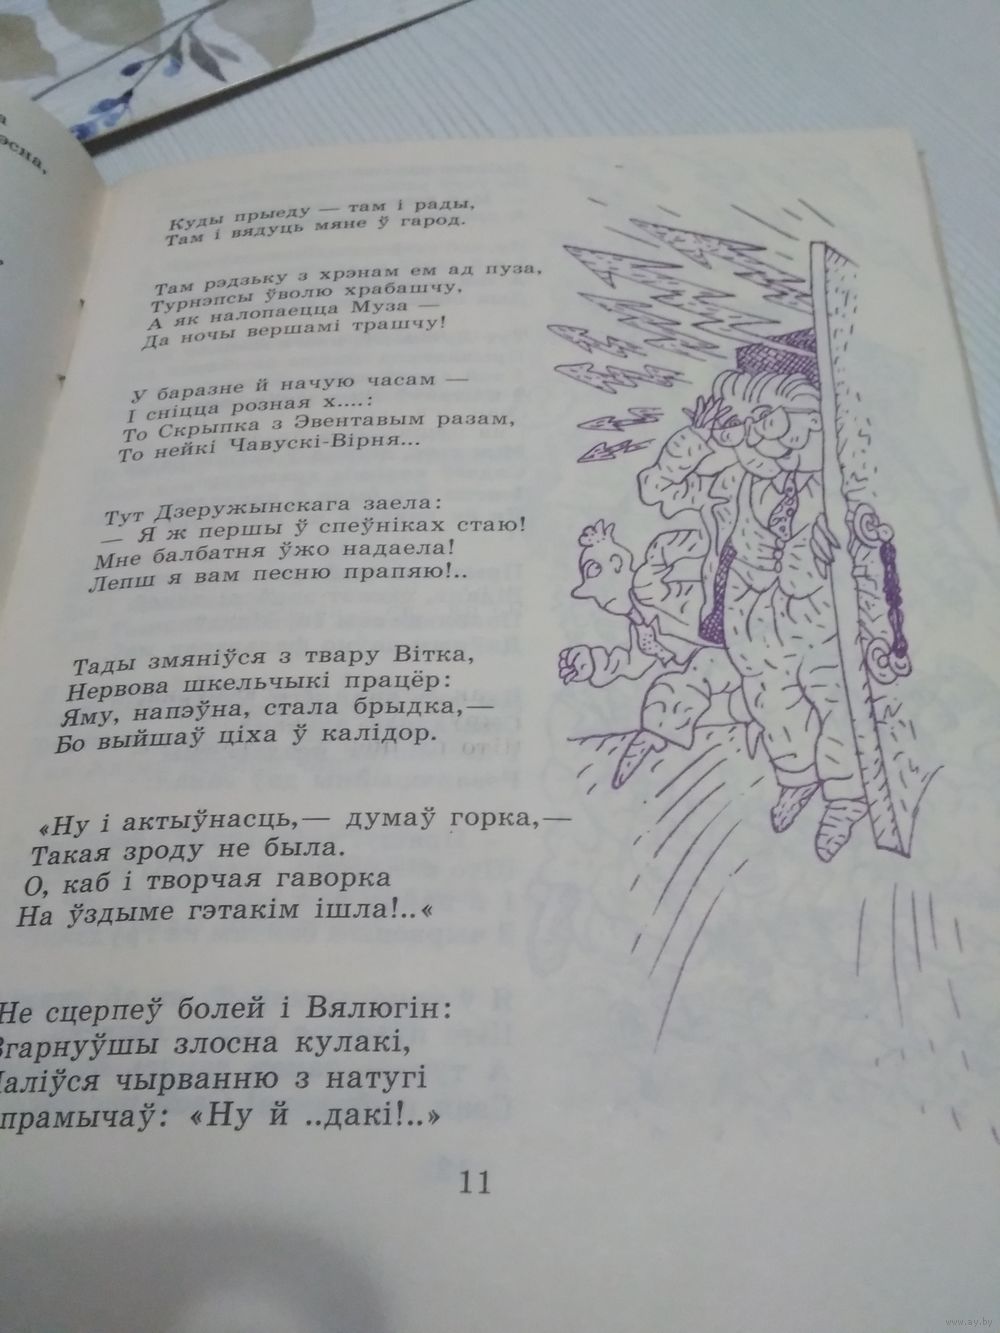 Куды прыеду — там і рады,
Там і вядуць мяне ў гарод.
Там рэдзьку з хрэнам ем ад пуза,
Турнэпсы ўволю храбашчу,
А як налопаецца Муза —
Да ночы вершамі трашчу!
У баразне й начую часам —
І сніцца розная х....:
То Скрыпка з Эвентавым разам,
То нейкі Чавускі-Вірня...
Тут Дзеружынскага заела:
— Я ж першы ў спеўніках стаю!
Мне балбатня ўжо надаела!
Лепш я вам песню прапяю!..
Тады змяніўся з твару Вітка,
Нервова шкельчыкі працёр:
Яму, напэўна, стала брыдка,—
Бо выйшаў ціха ў калідор.
«Ну і актыўнасць,— думаў горка,—
Такая зроду не была.
О, каб і творчая гаворка
На ўздыме гэтакім ішла!..«
Не сцерпеў болей і Вялюгін:
згарнуўшы злосна кулакі,
аліўся чырванню з натугі
прамычаў: «Ну й ..дакі!..»
11
www.ay.by